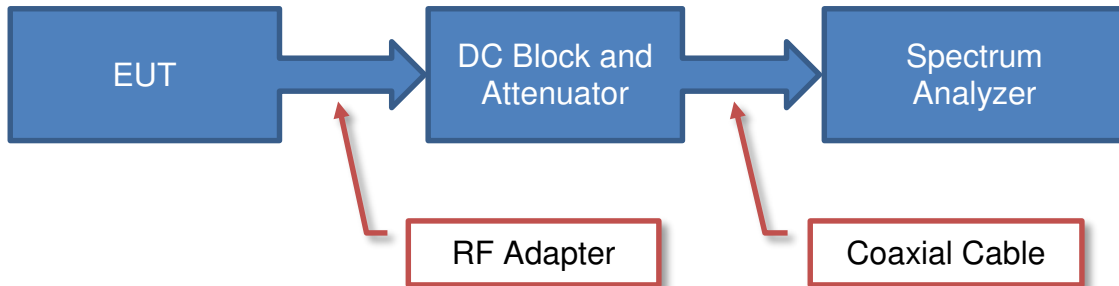 EUT
DC Block and
Attenuator
Spectrum
Analyzer
RF Adapter
Coaxial Cable